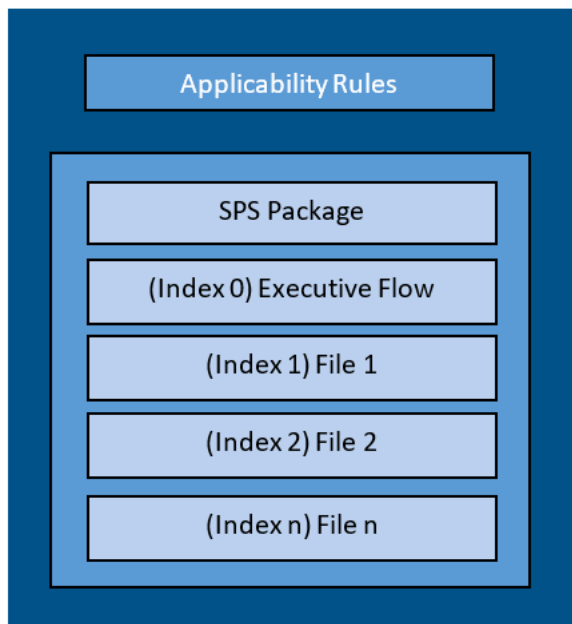 Applicability Rules
SPS Package
(Index 0) Executive Flow
(Index 1) File 1
(Index 2) File 2
(Index n) File n